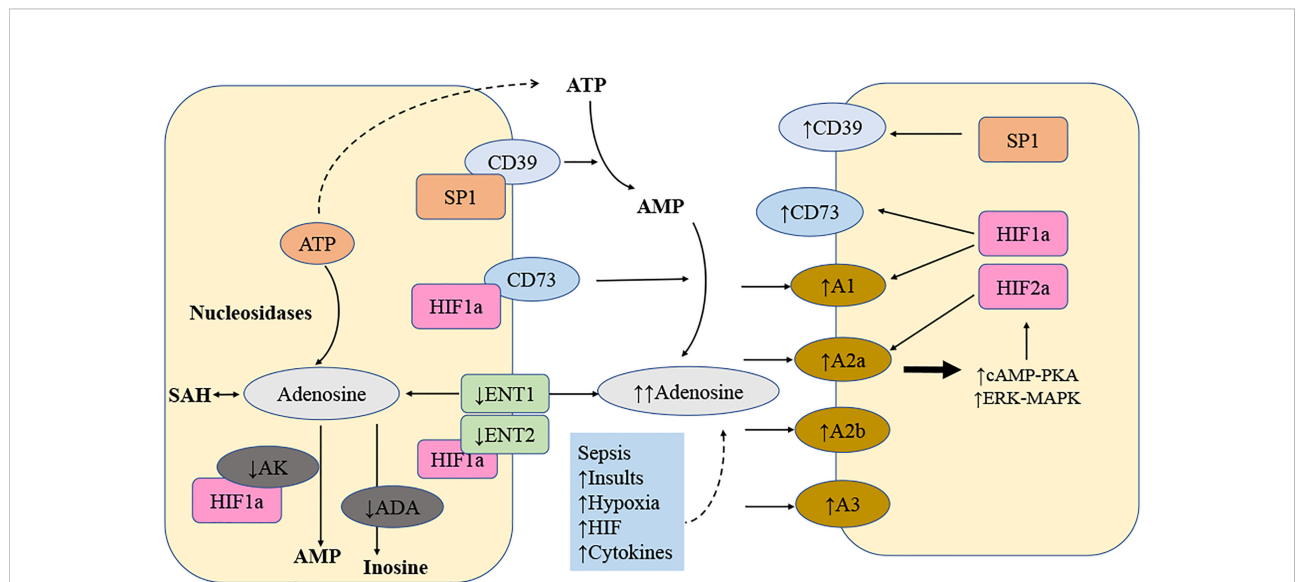 ATP
CD39
SP1
ATP
AMP
CD73
HIF1a
Nucleosidases
SAH
Adenosine
↓ENT1
↓ENT2
HIF1a
↑↑Adenosine
↓AK
HIF1a
↓ADA
AMP
Inosine
Sepsis
↑Insults
↑Hypoxia
↑HIF
↑Cytokines
↑CD39
SP1
↑CD73
HIF1a
↑A1
HIF2a
↑A2a
↑cAMP-PKA
↑ERK-MAPK
↑A2b
↑A3